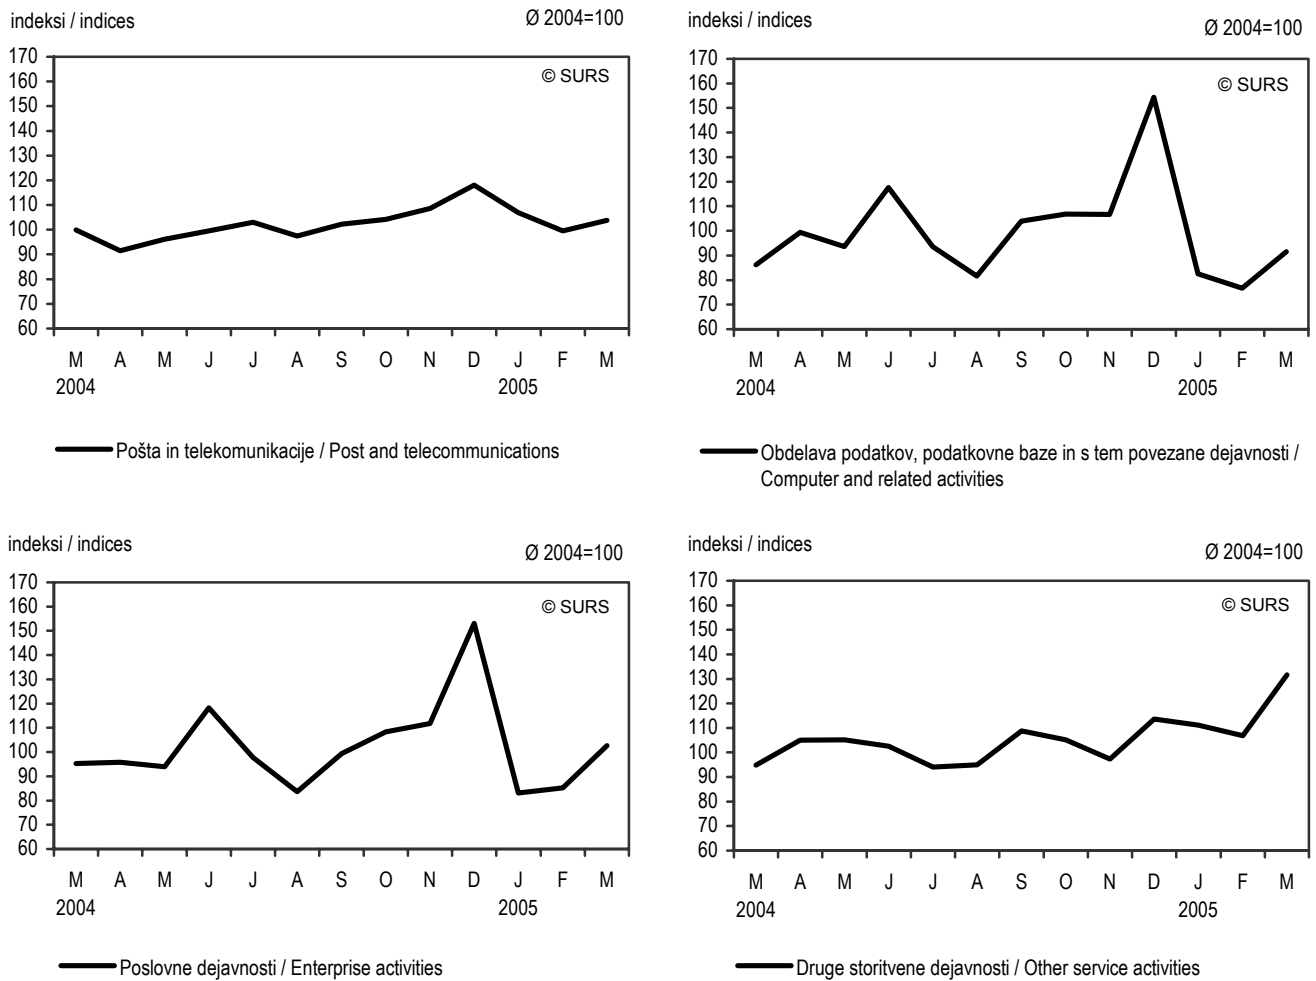 indeksi / indices
Ø 2004=100
© SURS
170
160
150
140
130
120
110
100
90
80
70
60
M A M J J A S O N D J F M
2004 2005
Pošta in telekomunikacije / Post and telecommunications
indeksi / indices
Ø 2004=100
© SURS
170
160
150
140
130
120
110
100
90
80
70
60
M A M J J A S O N D J F M
2004 2005
Obdelava podatkov, podatkovne baze in s tem povezane dejavnosti /
Computer and related activities
indeksi / indices
Ø 2004=100
© SURS
170
160
150
140
130
120
110
100
90
80
70
60
M A M J J A S O N D J F M
2004 2005
Poslovne dejavnosti / Enterprise activities
indeksi / indices
Ø 2004=100
© SURS
170
160
150
140
130
120
110
100
90
80
70
60
M A M J J A S O N D J F M
2004 2005
Druge storitvene dejavnosti / Other service activities